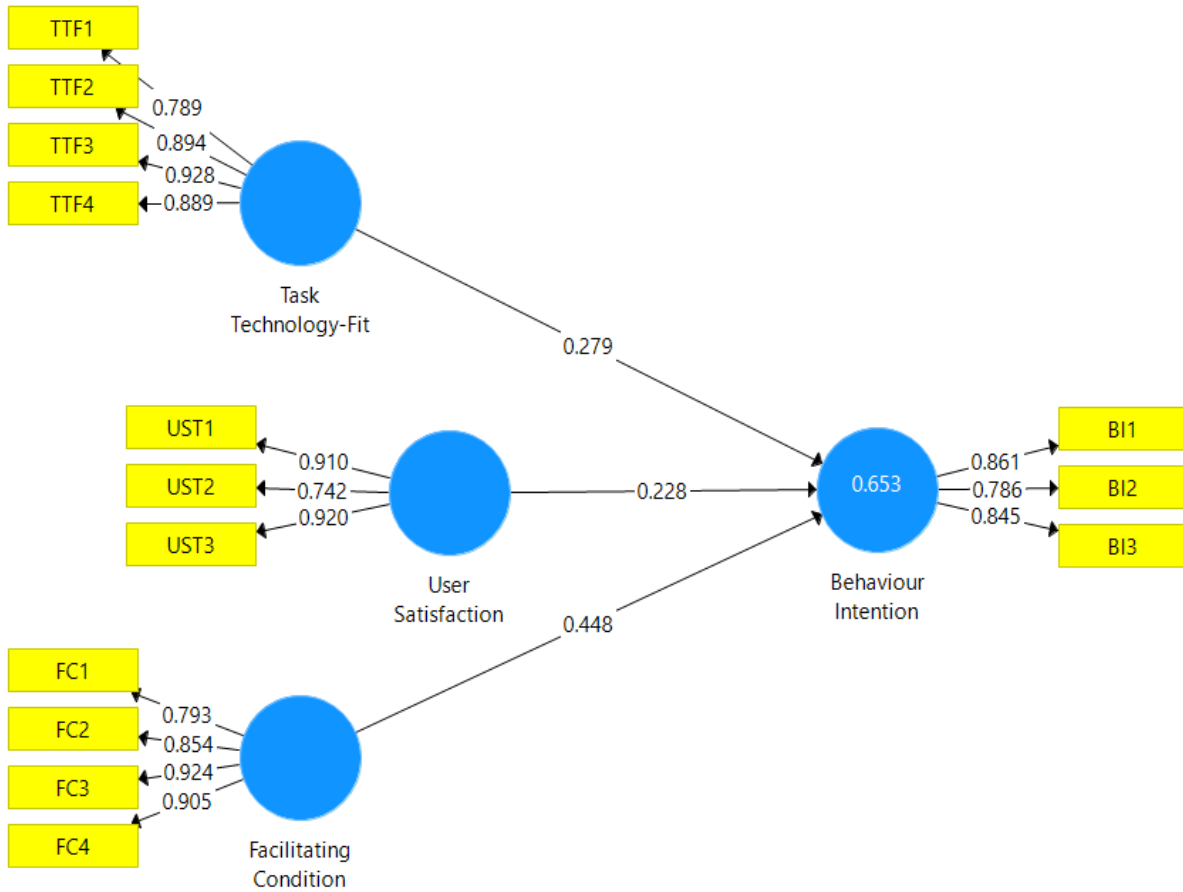 TTF1
TTF2
0.789
TTF3
0.894
0.928
TTF4
0.889
Task
Technology-Fit
0.279
UST1
0.910
UST2
0.742
UST3
0.920
User
Satisfaction
0.228
0.653
Behaviour
Intention
BI1
0.861
BI2
0.786
0.845
BI3
0.448
FC1
0.793
FC2
0.854
FC3
0.924
0.905
FC4
Facilitating
Condition